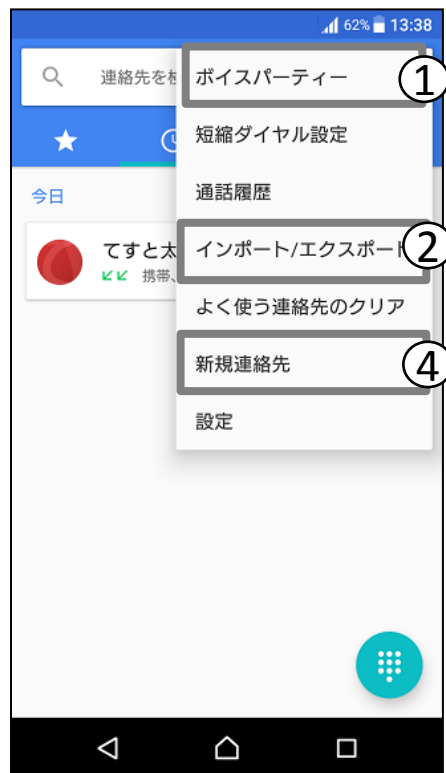 62% 13:38
連絡先を検
ボイスパーティー ①
短縮ダイヤル設定
今日
通話履歴
てすと太
携帯、
インポート/エクスポート ②
よく使う連絡先のクリア
新規連絡先 ④
設定